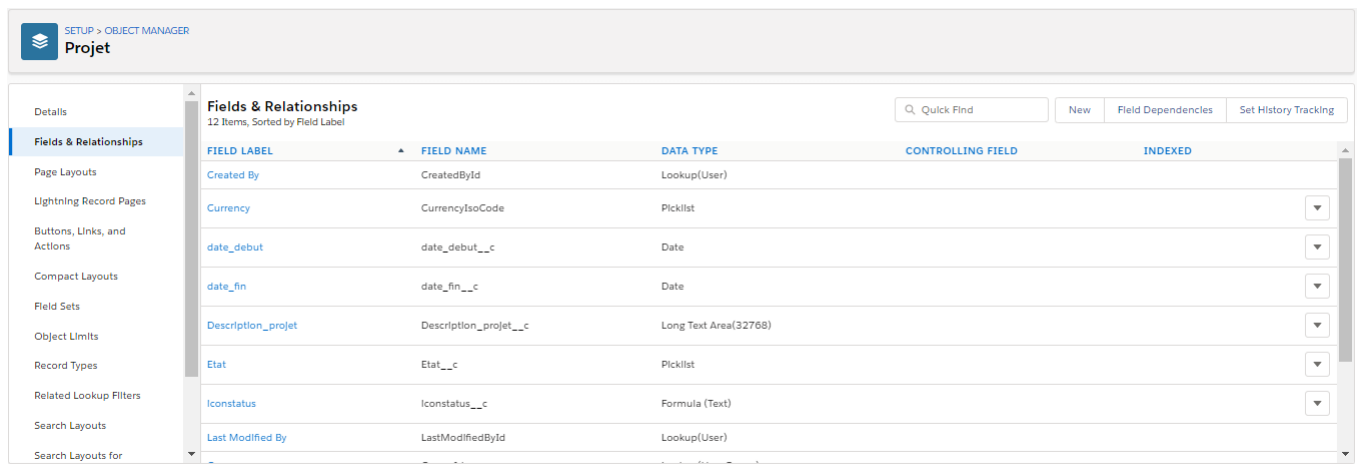 SETUP > OBJECT MANAGER
Projet
Details
Fields & Relationships
Page Layouts
Lightning Record Pages
Buttons, Links, and
Actions
Compact Layouts
Field Sets
Object Limits
Record Types
Related Lookup Filters
Search Layouts
Search Layouts for
Fields & Relationships
12 Items, Sorted by Field Label
Quick Find
New
Field Dependencies
Set History Tracking
FIELD LABEL FIELD NAME DATA TYPE CONTROLLING FIELD INDEXED
Created By CreatedById Lookup(User)
Currency CurrencyIsoCode Picklist
date_debut date_debut__c Date
date_fin date_fin__c Date
Description_projet Description_projet__c Long Text Area(32768)
Etat Etat__c Picklist
Iconstatus Iconstatus__c Formula (Text)
Last Modified By LastModifiedById Lookup(User)